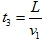 t₃ = L / v₁